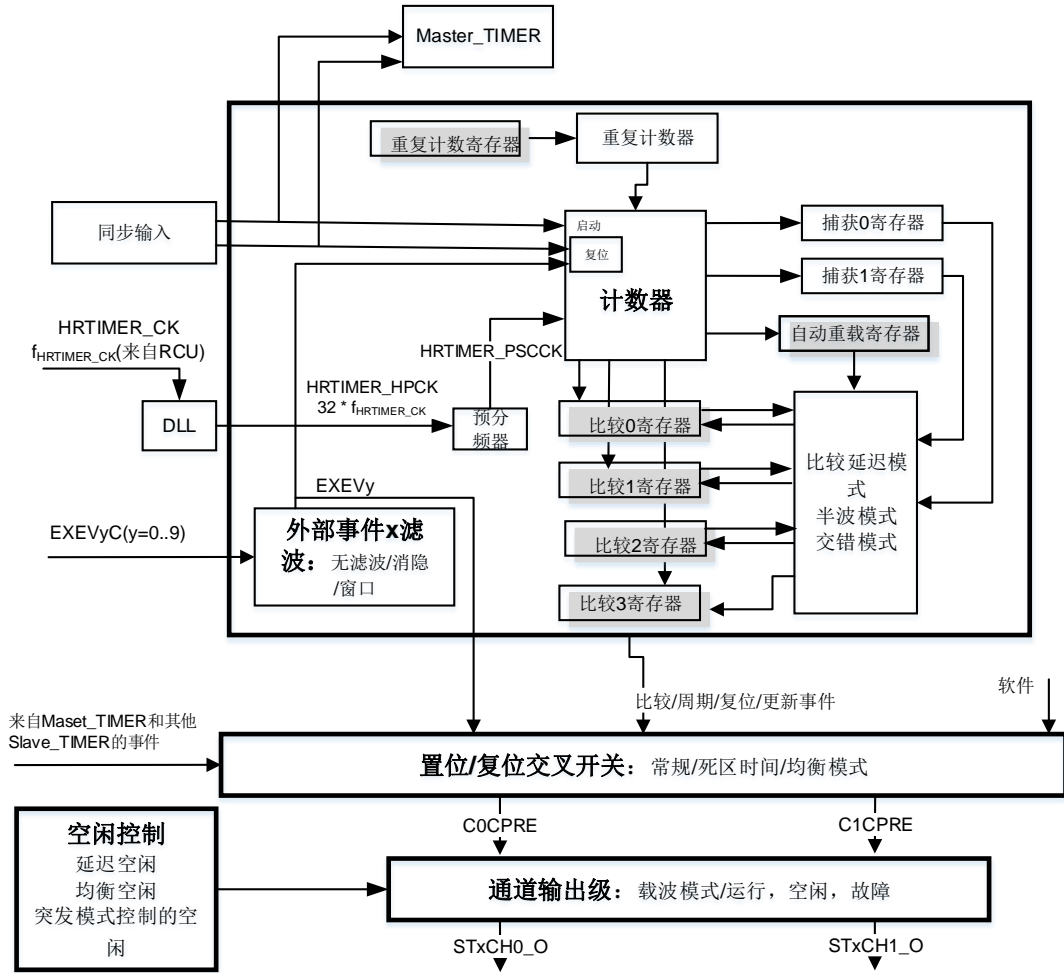 Master_TIMER
重复计数寄存器
重复计数器
同步输入
启动
复位
计数器
捕获0寄存器
捕获1寄存器
自动重载寄存器
HRTIMER_CK
fHRTIMER_CK(来自RCU)
HRTIMER_PSCCK
DLL
HRTIMER_HPCK
32 * fHRTIMER_CK
预分
频器
比较0寄存器
比较1寄存器
比较2寄存器
比较3寄存器
比较延迟模
式
半波模式
交错模式
EXEVy
EXEVyC(y=0..9)
外部事件x滤
波：无滤波/消隐
/窗口
比较/周期/复位/更新事件
软件
来自Maset_TIMER和其他
Slave_TIMER的事件
置位/复位交叉开关：常规/死区时间/均衡模式
C0CPRE
C1CPRE
空闲控制
延迟空闲
均衡空闲
突发模式控制的空
闲
通道输出级：载波模式/运行，空闲，故障
STxCH0_O
STxCH1_O